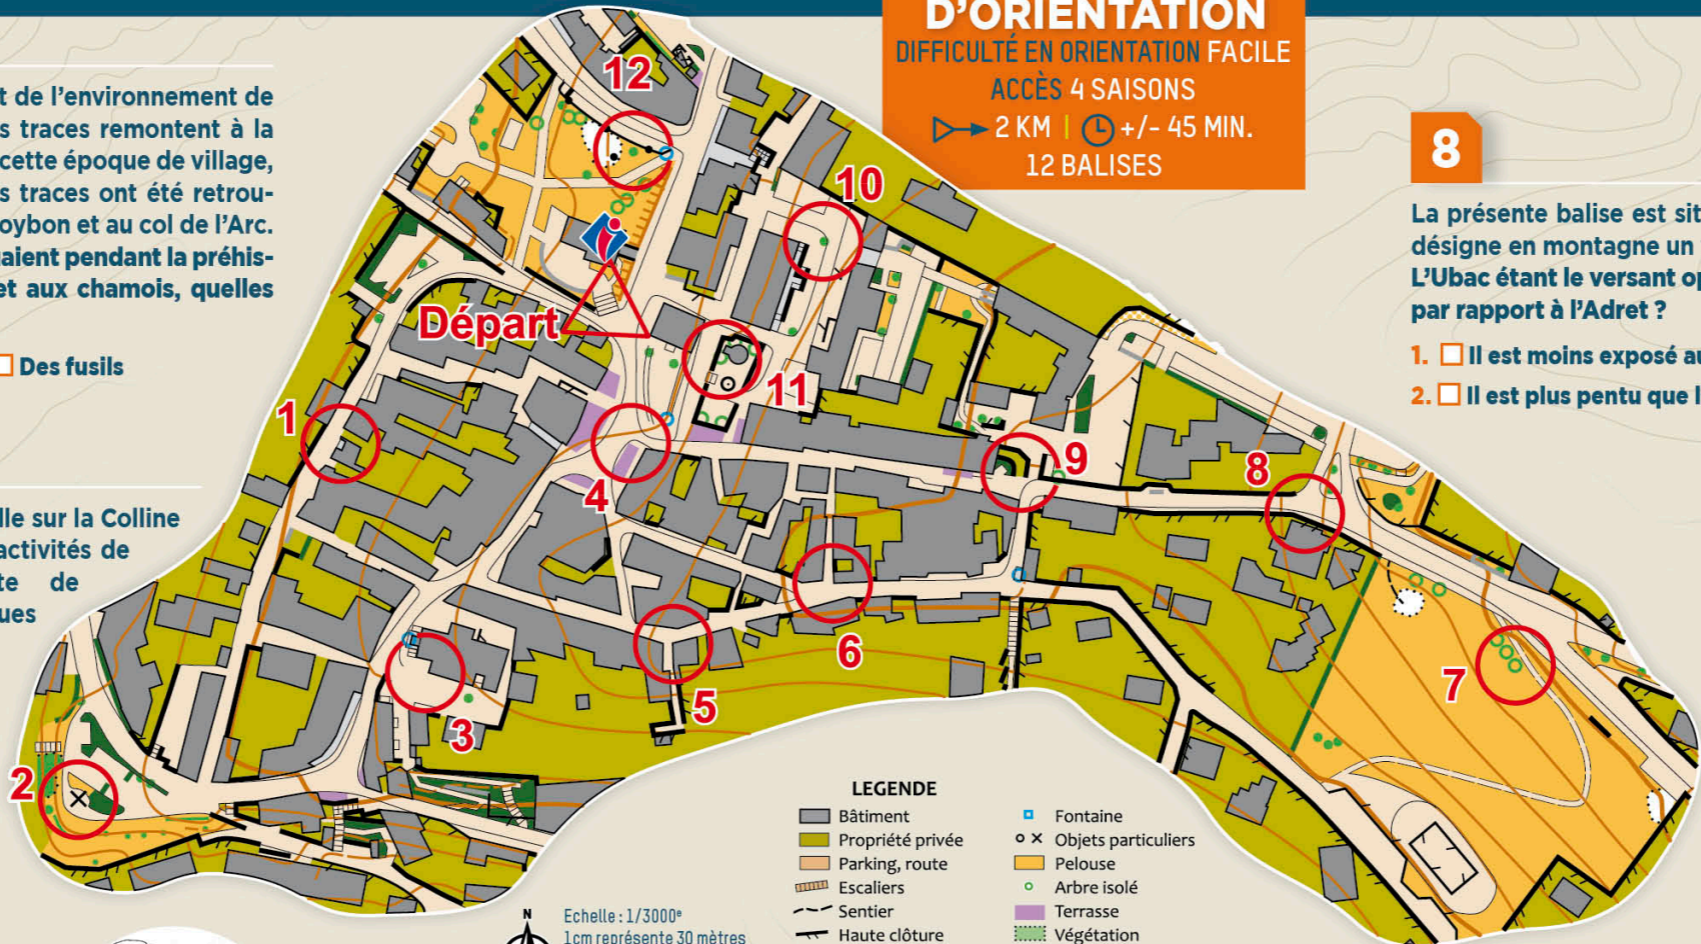 t de l'environnement de
s traces remontent à la
cette époque de village,
s traces ont été retrou-
oybon et au col de l'Arc.
aient pendant la préhis-
et aux chamois, quelles
Des fusils
lle sur la Colline
activités de
te de
ues
D'ORIENTATION
DIFFICULTÉ EN ORIENTATION FACILE
ACCÈS 4 SAISONS
2 KM | +/- 45 MIN.
12 BALISES
8
La présente balise est sit
désigne en montagne un
L'Ubac étant le versant op
par rapport à l'Adret ?
1. Il est moins exposé au
2. Il est plus pentu que l
12
10
Départ
11
1
4
9
8
6
7
5
3
2
LEGENDE
Bâtiment
Propriété privée
Parking, route
Escaliers
Sentier
Haute clôture
Fontaine
Objets particuliers
Pelouse
Arbre isolé
Terrasse
Végétation
N
Echelle : 1/3000e
1cm représente 30 mètres